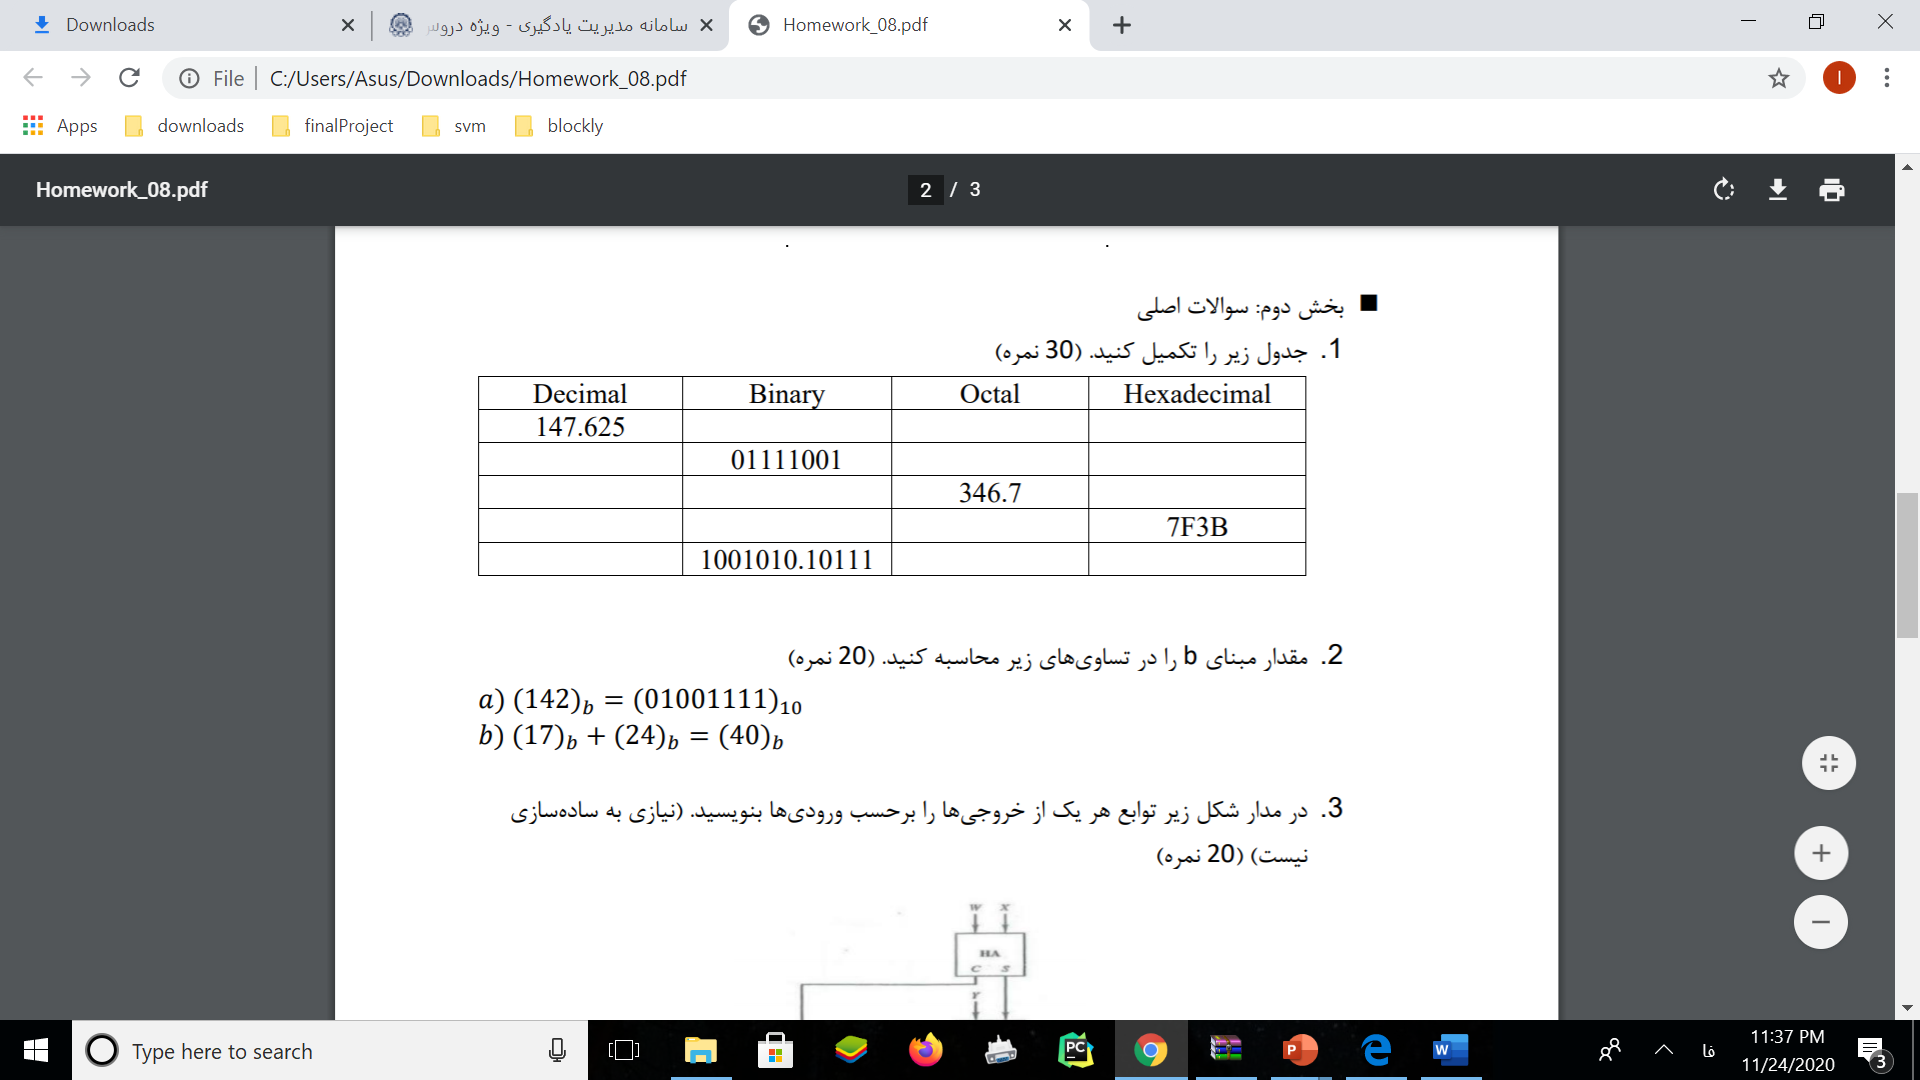 Downloads
سامانه مدیریت یادگیری - ویژه دروس
Homework_08.pdf
File
C:/Users/Asus/Downloads/Homework_08.pdf
I
Apps
downloads
finalProject
svm
blockly
Homework_08.pdf
2 / 3
■ بخش دوم: سوالات اصلی
1. جدول زیر را تکمیل کنید. (30 نمره)
Decimal Binary Octal Hexadecimal
147.625
01111001
346.7
7F3B
1001010.10111
2. مقدار مبنای b را در تساوی‌های زیر محاسبه کنید. (20 نمره)
a) (142)b = (01001111)10
b) (17)b + (24)b = (40)b
3. در مدار شکل زیر توابع هر یک از خروجی‌ها را برحسب ورودی‌ها بنویسید. (نیازی به ساده‌سازی
نیست) (20 نمره)
W X
HA
C S
Y
Type here to search
PC
P
W
فا
11:37 PM
11/24/2020
3